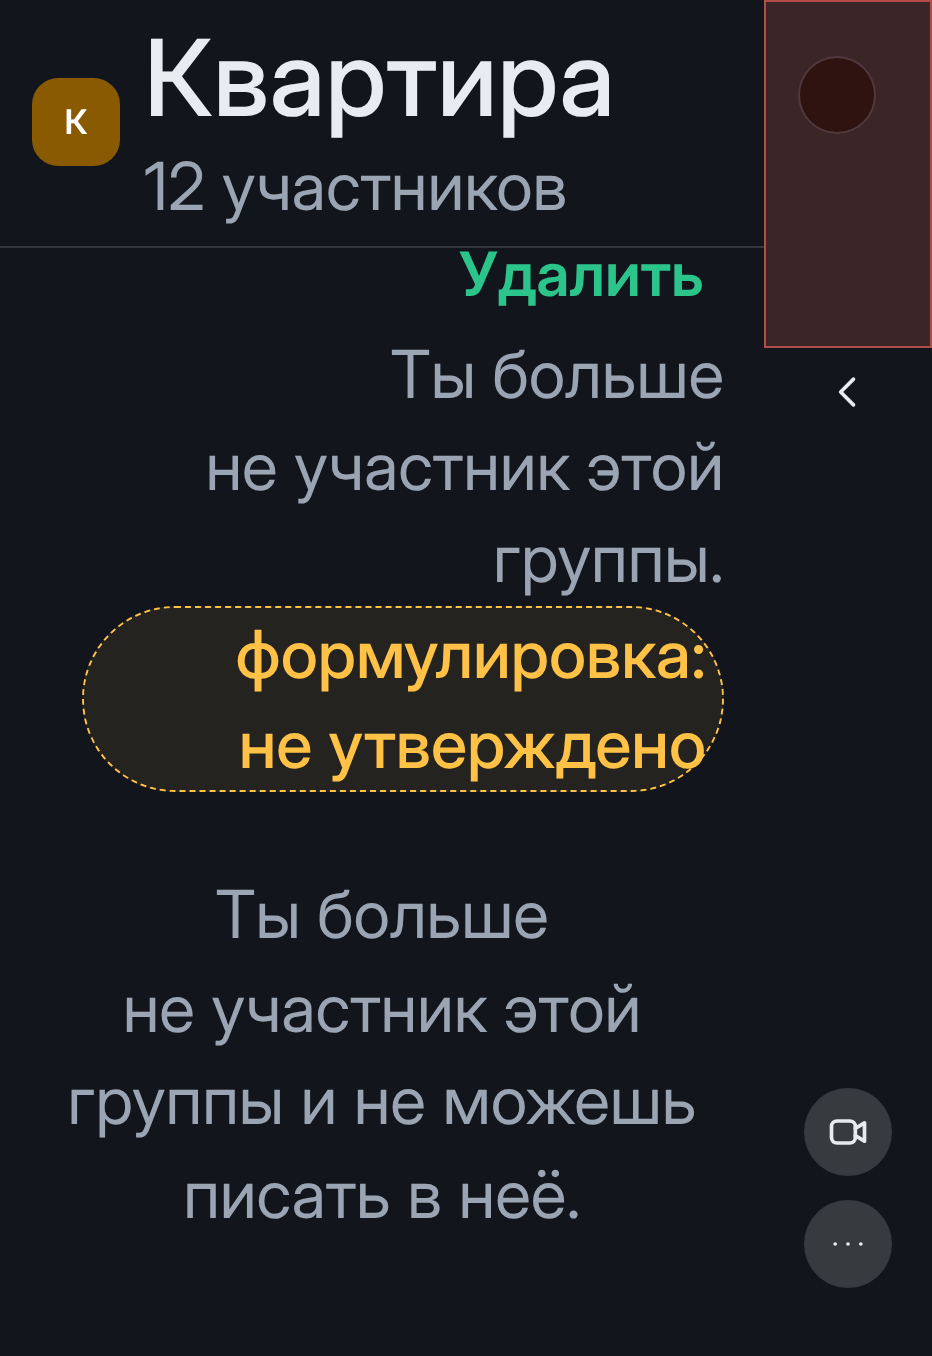 К
Квартира
12 участников
Удалить
Ты больше
не участник этой
группы.
формулировка:
не утверждено
Ты больше
не участник этой
группы и не можешь
писать в неё.